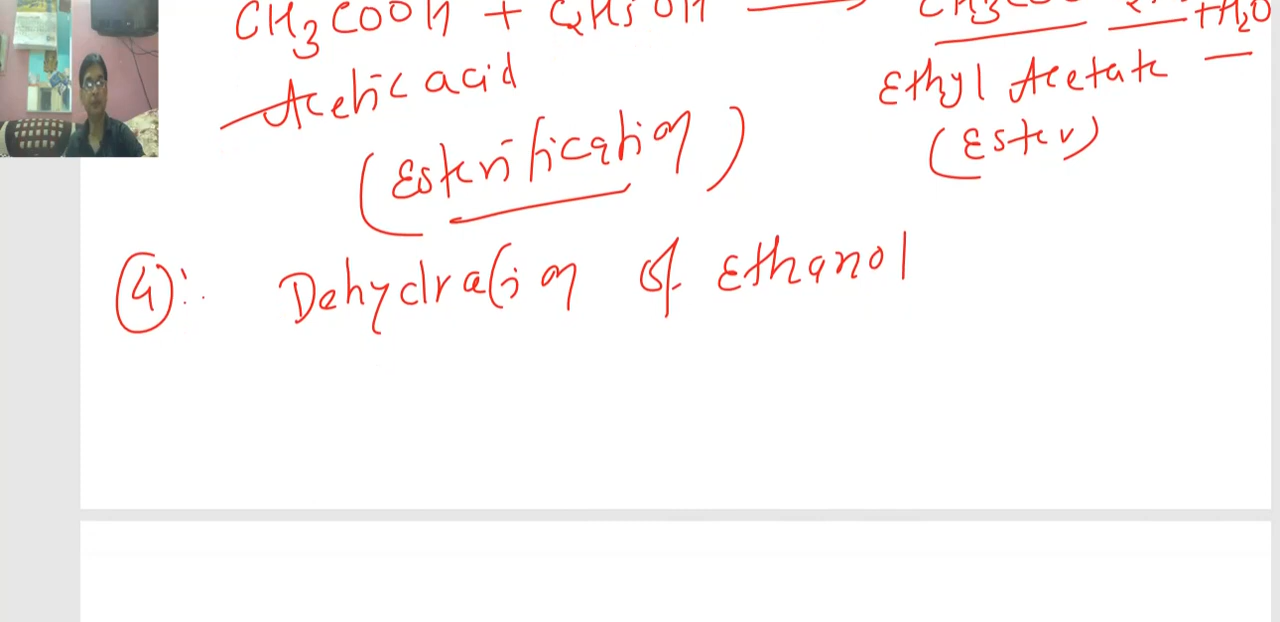 CH3COOH + C2H5OH
+H2O
Acetic acid
Ethyl Acetate
(Esterification)
(Ester)
(4):. Dehydration of Ethanol